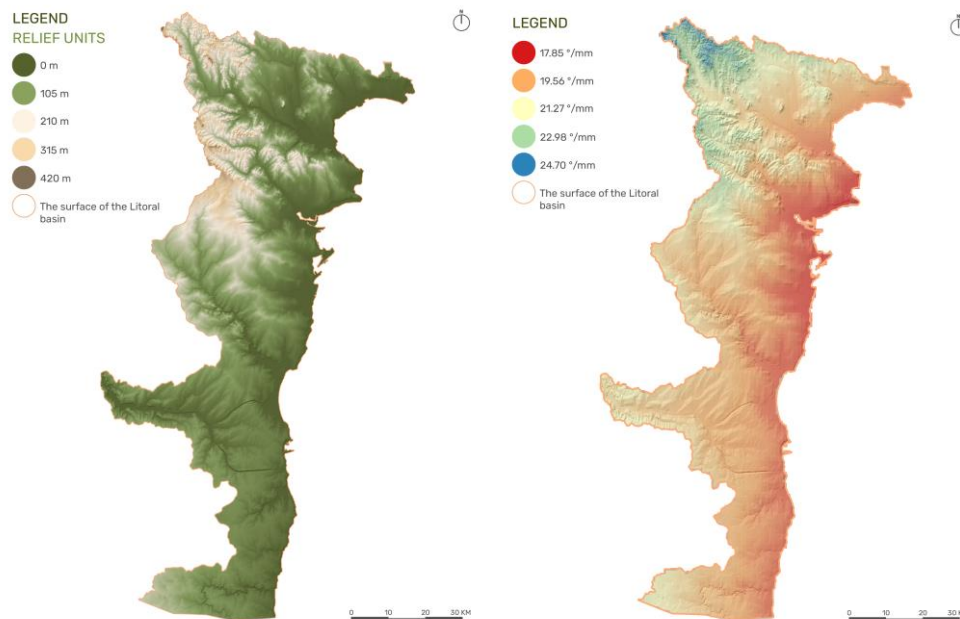 LEGEND
RELIEF UNITS
0 m
105 m
210 m
315 m
420 m
The surface of the Litoral
basin
N
0 10 20 30 KM
LEGEND
17.85 °/mm
19.56 °/mm
21.27 °/mm
22.98 °/mm
24.70 °/mm
The surface of the Litoral
basin
N
0 10 20 30 KM